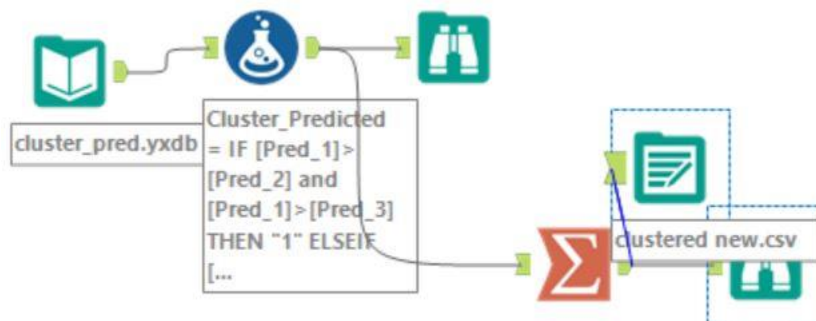 cluster_pred.yxdb
Cluster_Predicted
= IF [Pred_1]>
[Pred_2] and
[Pred_1]>[Pred_3]
THEN "1" ELSEIF
[...
clustered new.csv